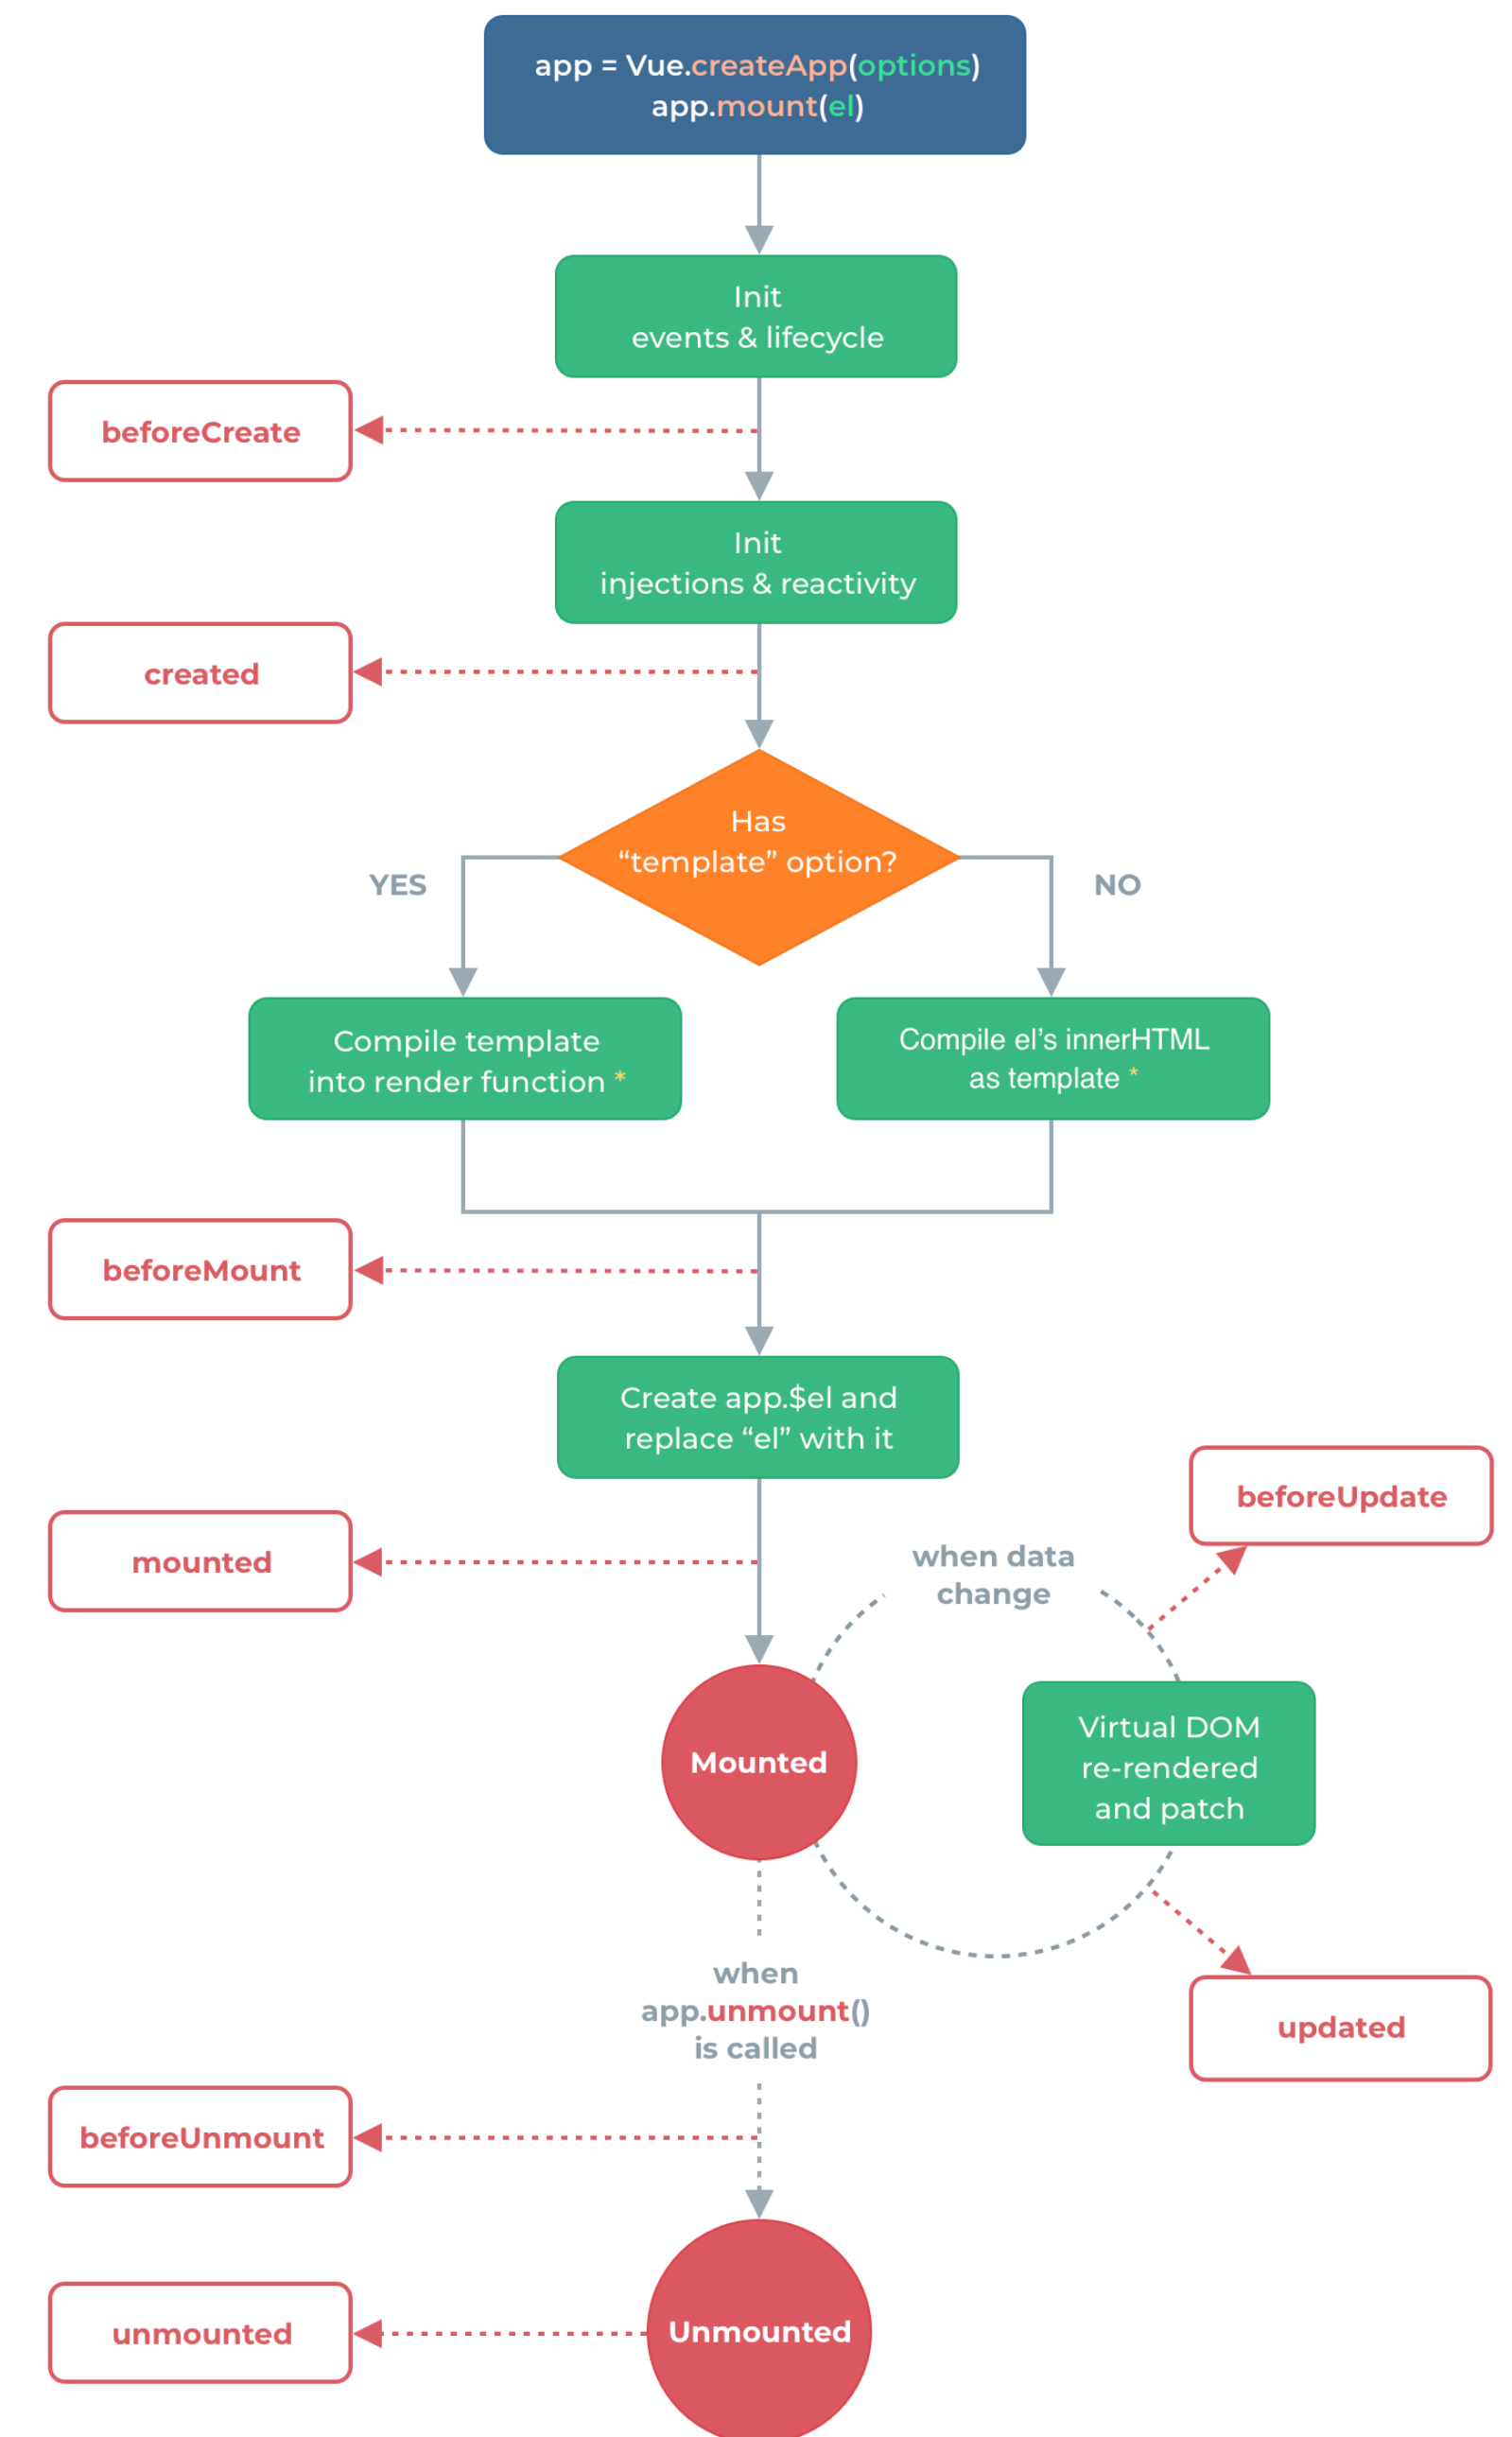 app = Vue.createApp(options)
app.mount(el)
Init
events & lifecycle
beforeCreate
Init
injections & reactivity
created
Has
“template” option?
YES
NO
Compile template
into render function *
Compile el’s innerHTML
as template *
beforeMount
Create app.$el and
replace “el” with it
beforeUpdate
mounted
when data
change
Mounted
Virtual DOM
re-rendered
and patch
when
app.unmount()
is called
updated
beforeUnmount
unmounted
Unmounted